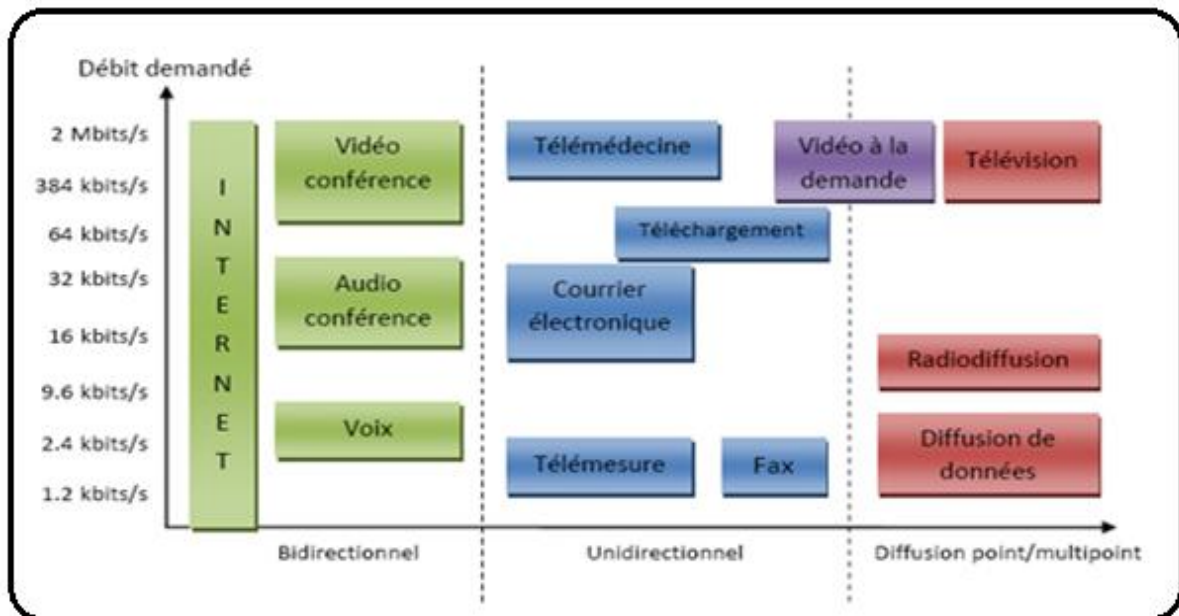 Débit demandé
2 Mbits/s
384 kbits/s
64 kbits/s
32 kbits/s
16 kbits/s
9.6 kbits/s
2.4 kbits/s
1.2 kbits/s
INTERNET
Vidéo
conférence
Audio
conférence
Voix
Télémédecine
Téléchargement
Courrier
électronique
Télémesure
Fax
Vidéo à la
demande
Télévision
Radiodiffusion
Diffusion de
données
Bidirectionnel
Unidirectionnel
Diffusion point/multipoint